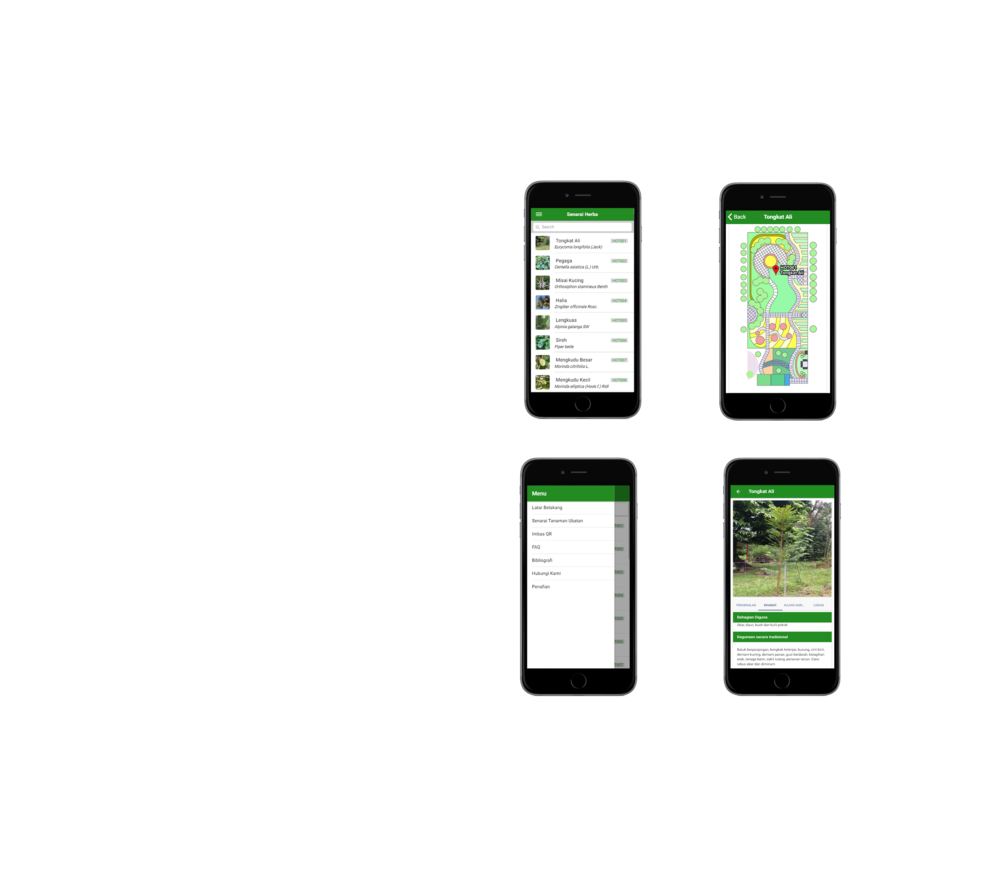 Senarai Herba
Search
Tongkat Ali HOT001
Eurycoma longifolia (Jack)
Pegaga HOT002
Centella asiatica (L.) Urb.
Misai Kucing HOT003
Orthosiphon stamineus Benth
Halia HOT004
Zingiber officinale Rosc.
Lengkuas HOT005
Alpinia galanga SW
Sireh HOT006
Piper betle
Mengkudu Besar HOT007
Morinda citrifolia L.
Mengkudu Kecil HOT008
Morinda elliptica (Hook.f.) Ridl
Back Tongkat Ali
HOT001
Tongkat Ali
Menu
Latar Belakang
Senarai Tanaman Ubatan
T001
Imbas QR
FAQ
T002
Bibliografi
Hubungi Kami
T003
Penafian
T004
T005
T006
T007
Tongkat Ali
PENGENALAN KHASIAT KAJIAN SAIN... LOKASI
Bahagian Diguna
Akar, daun, buah dan kulit pokok
Kegunaan secara tradisional
Batuk berpanjangan, bengkak kelenjar, busung, cirit birit,
demam kuning, demam panas, gusi berdarah, ketagihan
arak, tenaga batin, sakit tulang, penawar racun. Cara:
rebus akar dan diminum